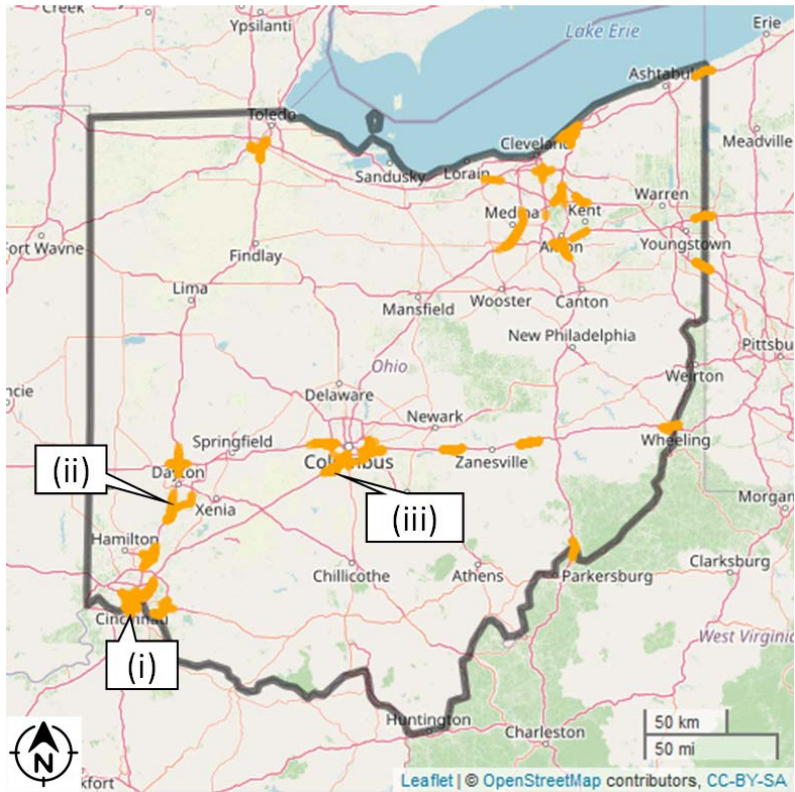 Creek
Ypsilanti
Lake Erie
Erie
Ashtabul
Toledo
Cleveland
Meadville
Sandusky
Lorain
Warren
Medina
Kent
Fort Wayne
Akron
Youngstown
Findlay
Lima
Mansfield
Wooster
Canton
New Philadelphia
Pittsbu
Ohio
Weirton
ncie
Delaware
Newark
Springfield
Wheeling
(ii)
Dayton
Columbus
Zanesville
Xenia
Morgan
(iii)
Hamilton
Clarksburg
Chillicothe
Athens
Parkersburg
Cincinnati
West Virginia
(i)
Huntington
Charleston
50 km
50 mi
N
kfort
Leaflet | © OpenStreetMap contributors, CC-BY-SA